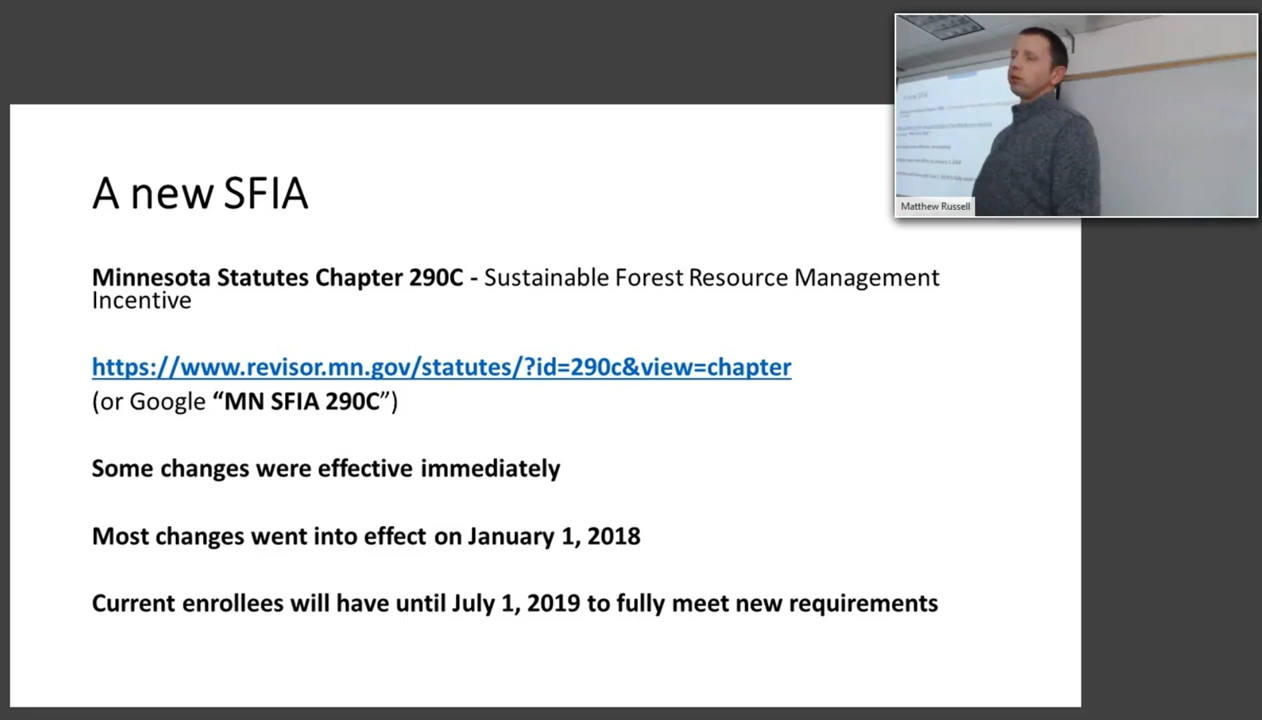 A new SFIA
Minnesota Statutes Chapter 290C - Sustainable Forest Resource Management
Incentive
https://www.revisor.mn.gov/statutes/?id=290c&view=chapter
(or Google “MN SFIA 290C”)
Some changes were effective immediately
Most changes went into effect on January 1, 2018
Current enrollees will have until July 1, 2019 to fully meet new requirements
Matthew Russell